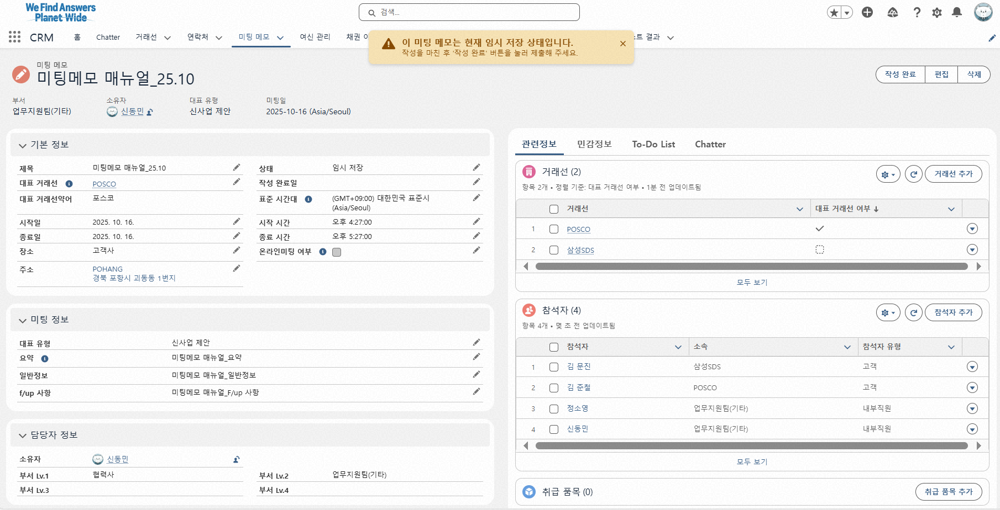 We Find Answers
Planet Wide
검색...
CRM
홈
Chatter
거래선
연락처
미팅 메모
여신 관리
채권
트 결과
이 미팅 메모는 현재 임시 저장 상태입니다.
작성을 마친 후 '작성 완료' 버튼을 눌러 제출해 주세요.
미팅 메모
미팅메모 매뉴얼_25.10
작성 완료
편집
삭제
부서
업무지원팀(기타)
소유자
신동민
대표 유형
신사업 제안
미팅일
2025-10-16 (Asia/Seoul)
기본 정보
제목
미팅메모 매뉴얼_25.10
상태
임시 저장
대표 거래선
POSCO
작성 완료일
대표 거래선약어
포스코
표준 시간대
(GMT+09:00) 대한민국 표준시
(Asia/Seoul)
시작일
2025. 10. 16.
시작 시간
오후 4:27:00
종료일
2025. 10. 16.
종료 시간
오후 5:27:00
장소
고객사
온라인미팅 여부
주소
POHANG
경북 포항시 괴동동 1번지
미팅 정보
대표 유형
신사업 제안
요약
미팅메모 매뉴얼_요약
일반정보
미팅메모 매뉴얼_일반정보
f/up 사항
미팅메모 매뉴얼_F/up 사항
담당자 정보
소유자
신동민
부서 Lv.1
협력사
부서 Lv.2
업무지원팀(기타)
부서 Lv.3
부서 Lv.4
관련정보
민감정보
To-Do List
Chatter
거래선 (2)
거래선 추가
항목 2개 • 정렬 기준: 대표 거래선 여부 • 1분 전 업데이트됨
거래선
대표 거래선 여부
1
POSCO
2
삼성SDS
모두 보기
참석자 (4)
참석자 추가
항목 4개 • 몇 초 전 업데이트됨
참석자
소속
참석자 유형
1
김 문진
삼성SDS
고객
2
김 준철
POSCO
고객
3
정소영
업무지원팀(기타)
내부직원
4
신동민
업무지원팀(기타)
내부직원
모두 보기
취급 품목 (0)
취급 품목 추가